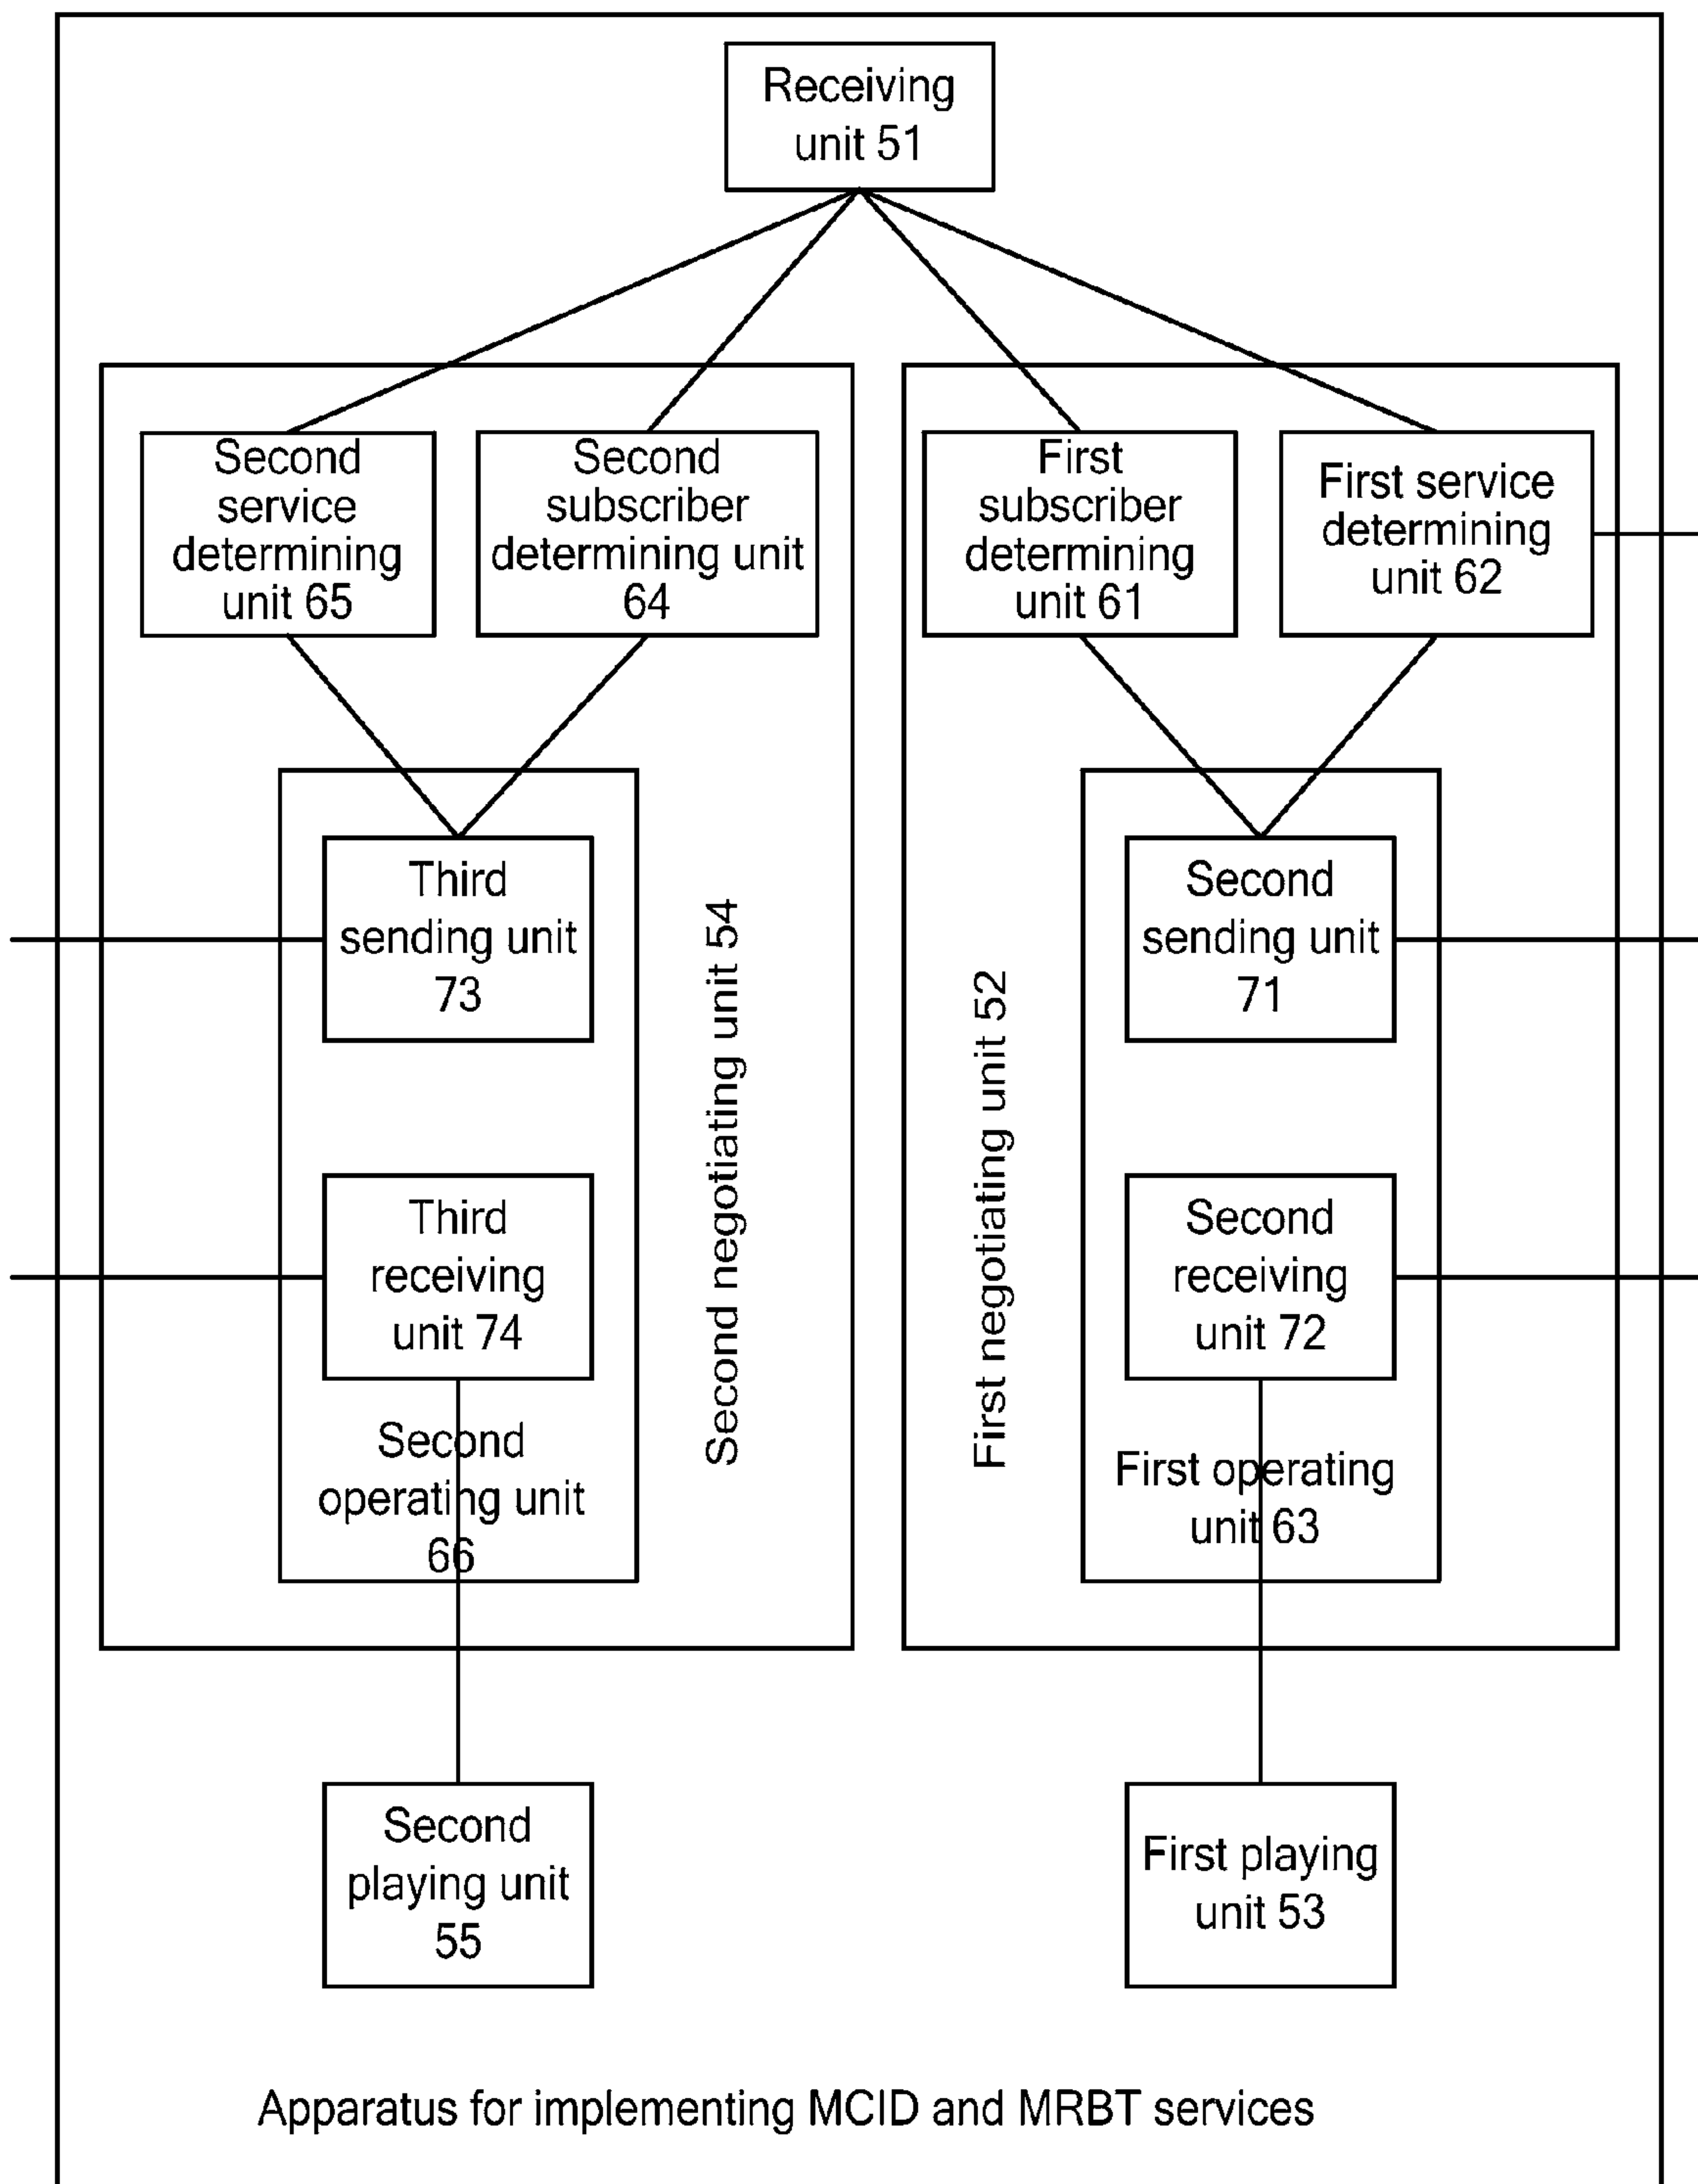 Receiving
unit 51
Second
service
determining
unit 65
Second
subscriber
determining unit
64
First
subscriber
determining
unit 61
First service
determining
unit 62
Third
sending unit
73
Second negotiating unit 54
First negotiating unit 52
Second
sending unit
71
Third
receiving
unit 74
Second
receiving
unit 72
Second
operating unit
66
First operating
unit 63
Second
playing unit
55
First playing
unit 53
Apparatus for implementing MCID and MRBT services